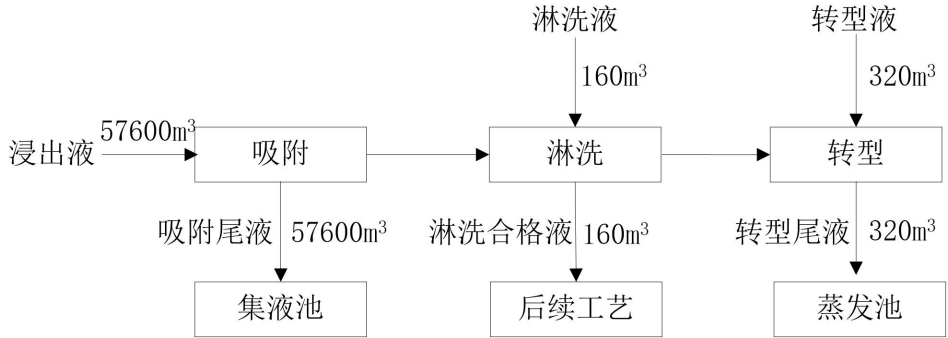 淋洗液
转型液
160m³
320m³
57600m³
浸出液
吸附
淋洗
转型
吸附尾液
57600m³
淋洗合格液
160m³
转型尾液
320m³
集液池
后续工艺
蒸发池